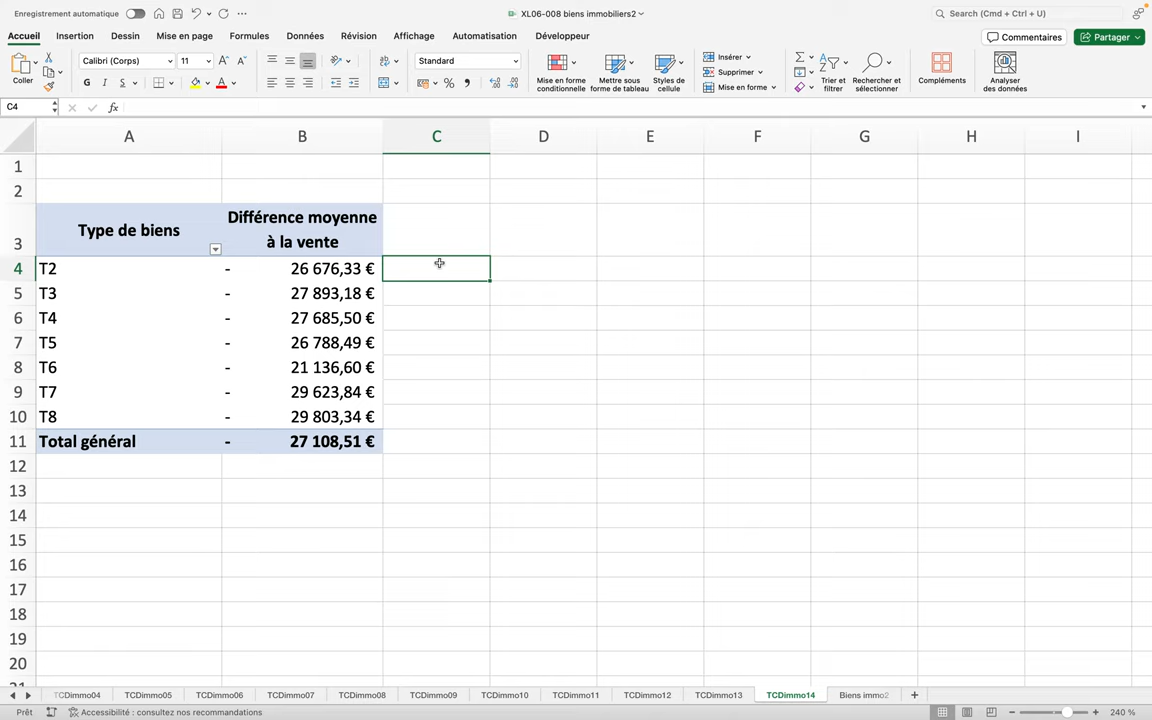 Enregistrement automatique
XL06-008 biens immobiliers2
Search (Cmd + Ctrl + U)
Accueil Insertion Dessin Mise en page Formules Données Révision Affichage Automatisation Développeur
Commentaires Partager
Coller
Calibri (Corps) 11
G I S
Standard
Mise en forme conditionnelle
Mettre sous forme de tableau
Styles de cellule
Insérer
Supprimer
Mise en forme
Trier et filtrer
Rechercher et sélectionner
Compléments
Analyser des données
C4 fx
A B C D E F G H I
1
2
3 Type de biens Différence moyenne à la vente
4 T2 - 26 676,33 €
5 T3 - 27 893,18 €
6 T4 - 27 685,50 €
7 T5 - 26 788,49 €
8 T6 - 21 136,60 €
9 T7 - 29 623,84 €
10 T8 - 29 803,34 €
11 Total général - 27 108,51 €
12
13
14
15
16
17
18
19
20
TCDimmo04 TCDimmo05 TCDimmo06 TCDimmo07 TCDimmo08 TCDimmo09 TCDimmo10 TCDimmo11 TCDimmo12 TCDimmo13 TCDimmo14 Biens immo2
Prêt Accessibilité : consultez nos recommandations 240 %